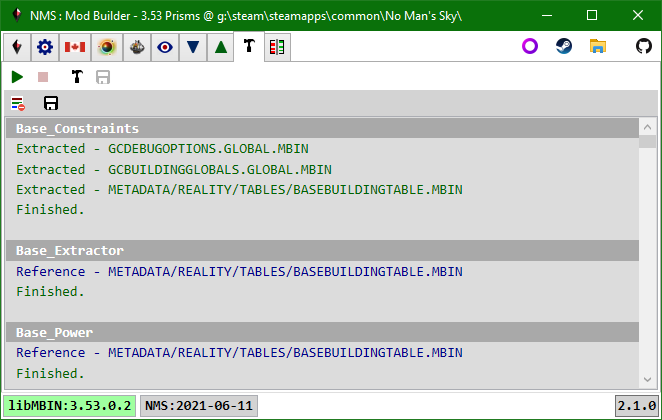 NMS : Mod Builder - 3.53 Prisms @ g:\steam\steamapps\common\No Man's Sky\
Base_Constraints
Extracted - GCDEBUGOPTIONS.GLOBAL.MBIN
Extracted - GCBUILDINGGLOBALS.GLOBAL.MBIN
Extracted - METADATA/REALITY/TABLES/BASEBUILDINGTABLE.MBIN
Finished.
Base_Extractor
Reference - METADATA/REALITY/TABLES/BASEBUILDINGTABLE.MBIN
Finished.
Base_Power
Reference - METADATA/REALITY/TABLES/BASEBUILDINGTABLE.MBIN
Finished.
libMBIN:3.53.0.2 NMS:2021-06-11 2.1.0